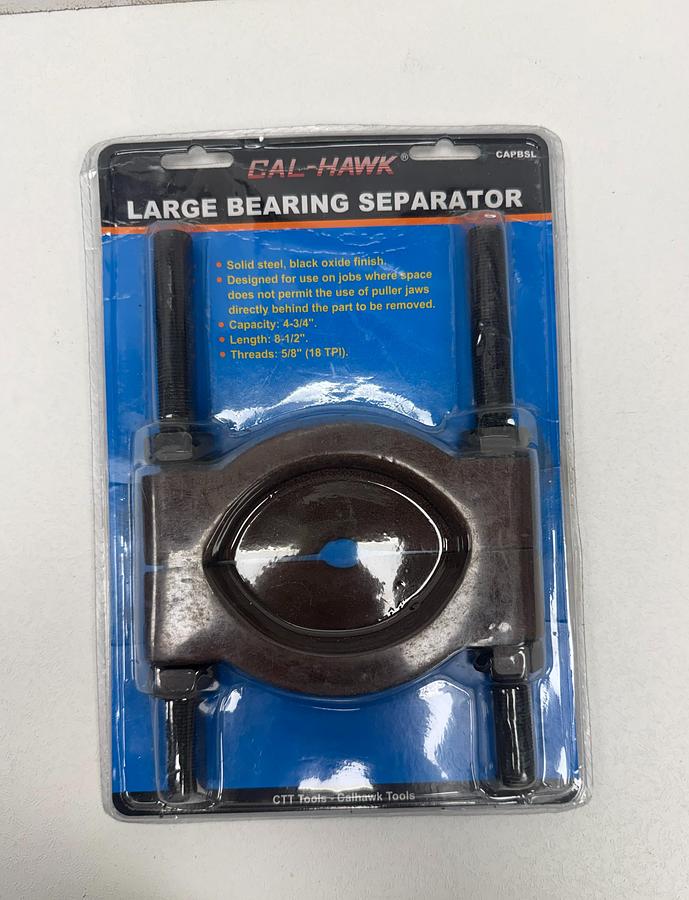 CAL-HAWK®
CAPBSL
LARGE BEARING SEPARATOR
• Solid steel, black oxide finish.
• Designed for use on jobs where space
does not permit the use of puller jaws
directly behind the part to be removed.
• Capacity: 4-3/4".
• Length: 8-1/2".
• Threads: 5/8" (18 TPI).
CTT Tools - Calhawk Tools